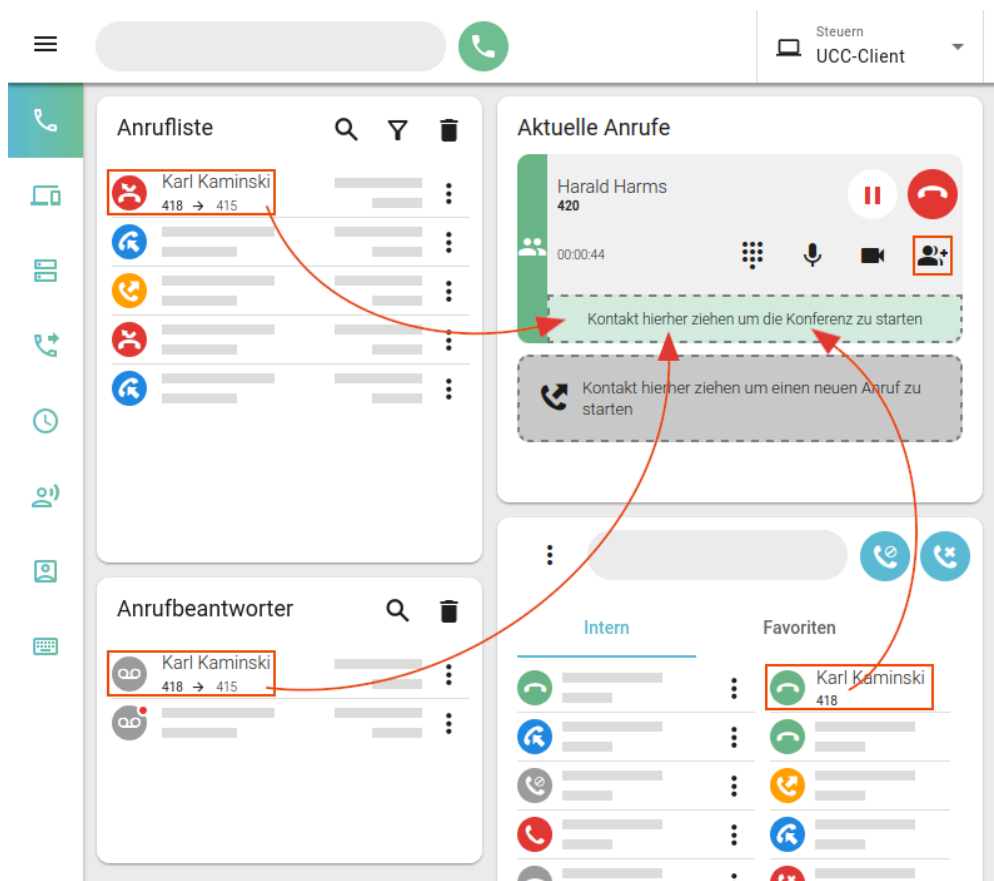 Steuern
UCC-Client
Anrufliste
Karl Kaminski
418 → 415
Aktuelle Anrufe
Harald Harms
420
00:00:44
Kontakt hierher ziehen um die Konferenz zu starten
Kontakt hierher ziehen um einen neuen Anruf zu
starten
Anrufbeantworter
Karl Kaminski
418 → 415
Intern
Favoriten
Karl Kaminski
418